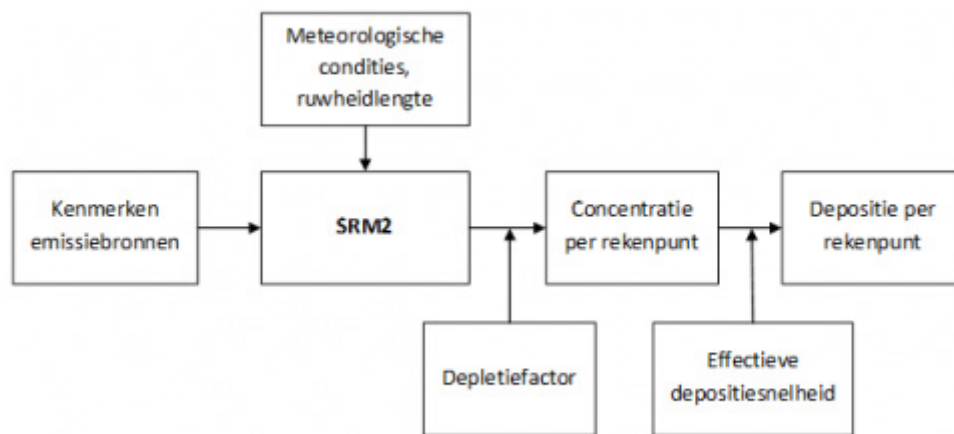 Meteorologische
condities,
ruwheidlengte
Kenmerken
emissiebronnen
SRM2
Concentratie
per rekenpunt
Depositie per
rekenpunt
Depletiefactor
Effectieve
depositiesnelheid